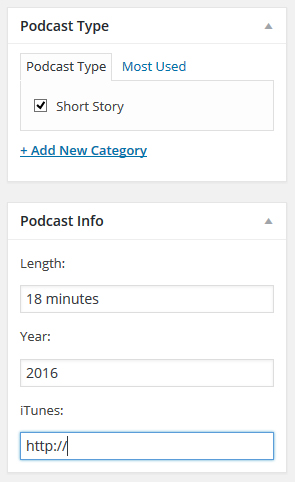 Podcast Type
Podcast Type Most Used
Short Story
+ Add New Category
Podcast Info
Length:
18 minutes
Year:
2016
iTunes:
http://